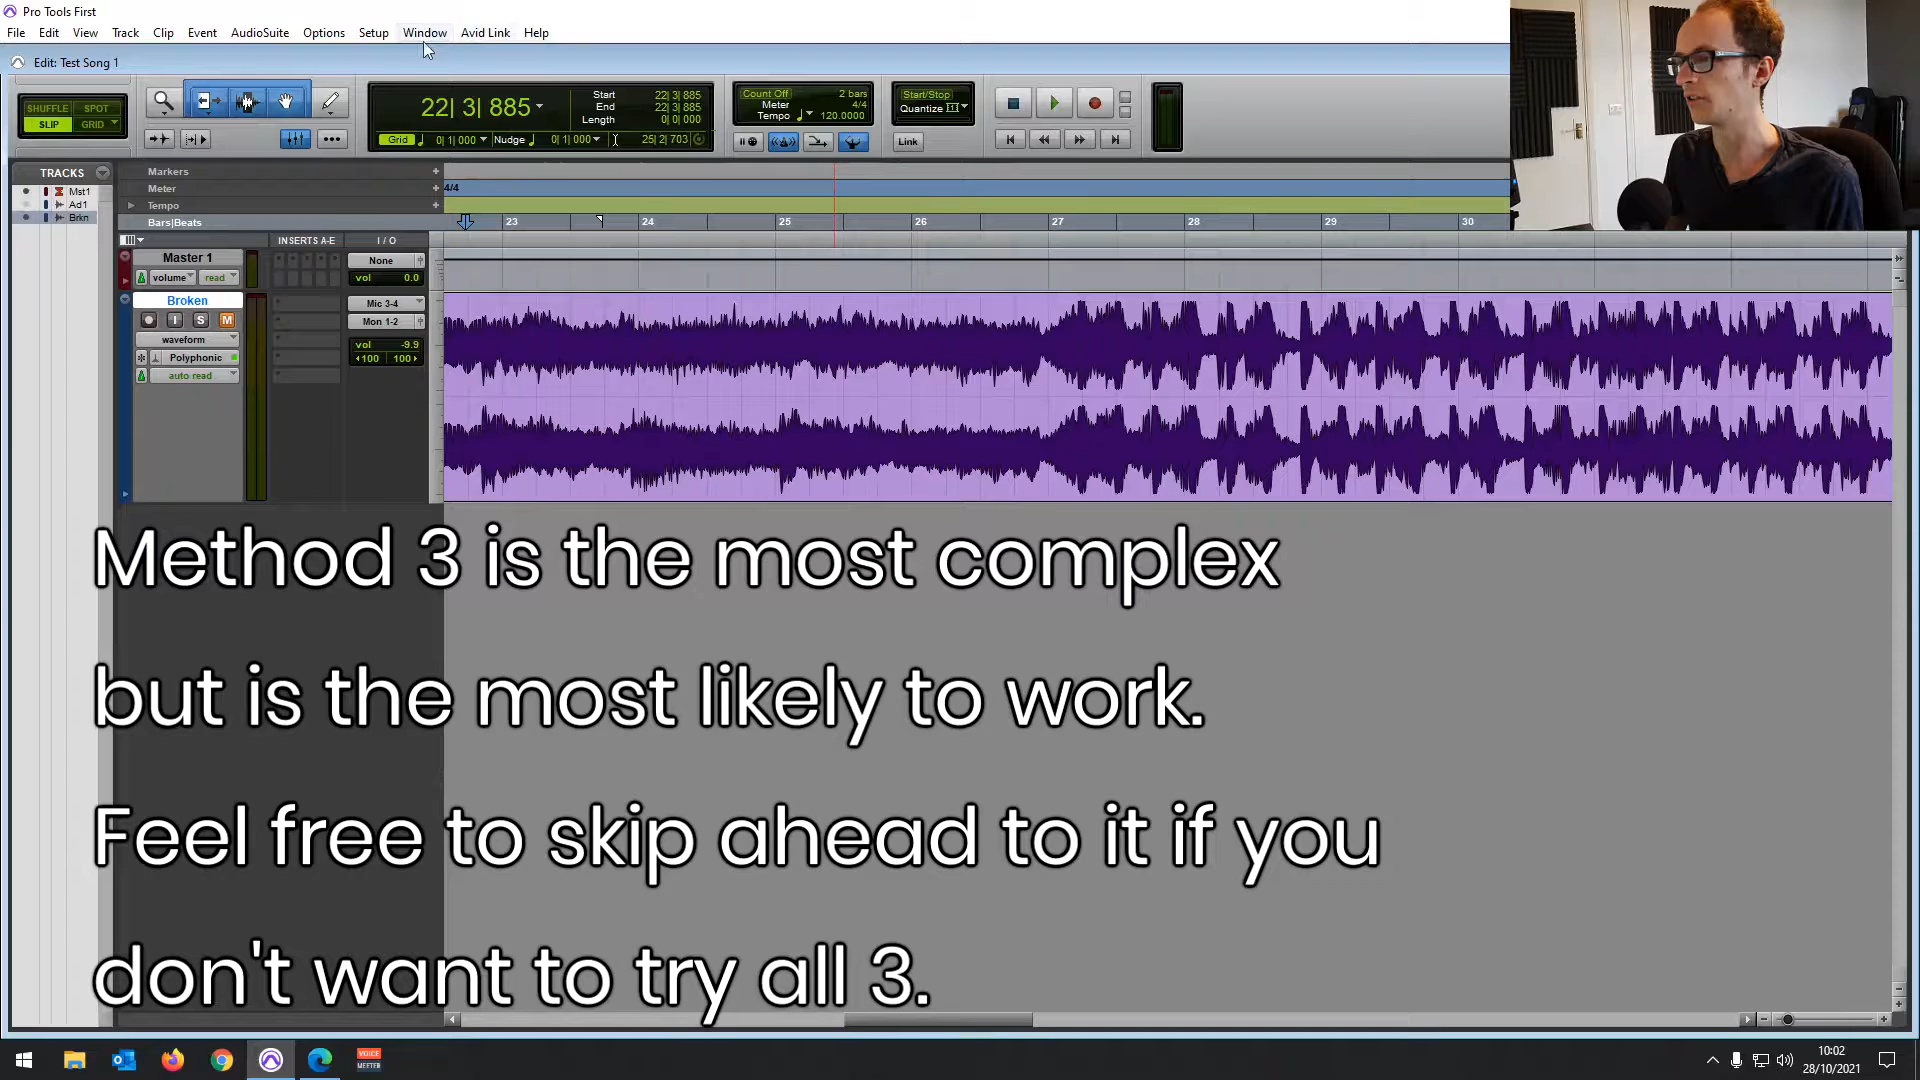 Pro Tools First
File Edit View Track Clip Event AudioSuite Options Setup Window Avid Link Help
Edit: Test Song 1
SHUFFLE SPOT
SLIP GRID
22| 3| 885
Start 22| 3| 885
End 22| 3| 885
Length 0| 0| 000
Grid 0| 1| 000 Nudge 0| 1| 000 25| 2| 703
Count Off 2 bars
Meter 4/4
Tempo 120.0000
Start/Stop
Quantize
Link
TRACKS
Mst1
Ad1
Brkn
Markers
Meter 4/4
Tempo
Bars|Beats 23 24 25 26 27 28 29 30
INSERTS A-E I / O
Master 1 None
volume read vol 0.0
Broken Mic 3-4
I S M Mon 1-2
waveform
vol -9.9
Polyphonic 100 100
auto read
Method 3 is the most complex
but is the most likely to work.
Feel free to skip ahead to it if you
don't want to try all 3.
VOICE
MEETER
10:02
28/10/2021